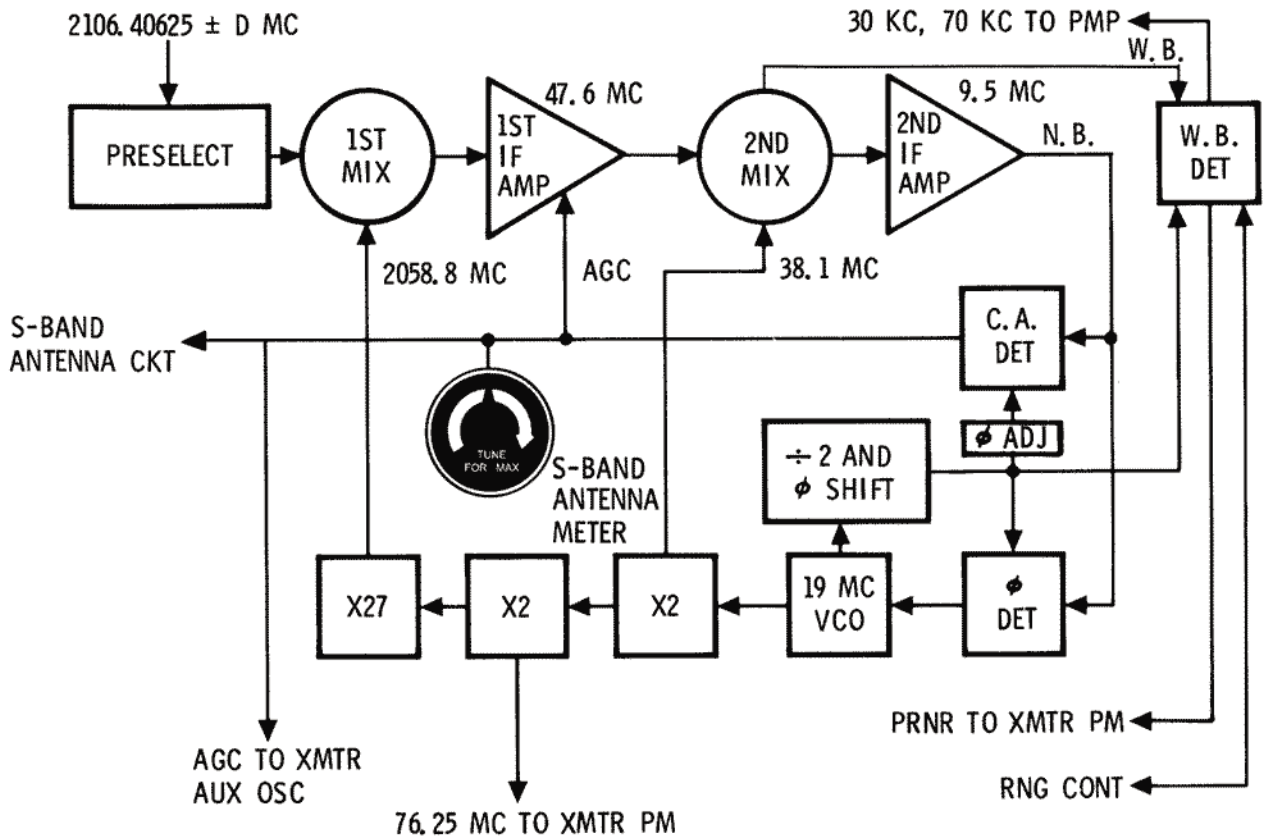 2106.40625 ± D MC
30 KC, 70 KC TO PMP
W.B.
PRESELECT
1ST
MIX
47.6 MC
1ST
IF
AMP
2ND
MIX
9.5 MC
2ND
IF
AMP
N.B.
W.B.
DET
2058.8 MC
AGC
38.1 MC
S-BAND
ANTENNA CKT
C.A.
DET
TUNE
FOR MAX
S-BAND
ANTENNA
METER
÷2 AND
ϕ SHIFT
ϕ ADJ
X27
X2
X2
19 MC
VCO
ϕ
DET
PRNR TO XMTR PM
AGC TO XMTR
AUX OSC
RNG CONT
76.25 MC TO XMTR PM